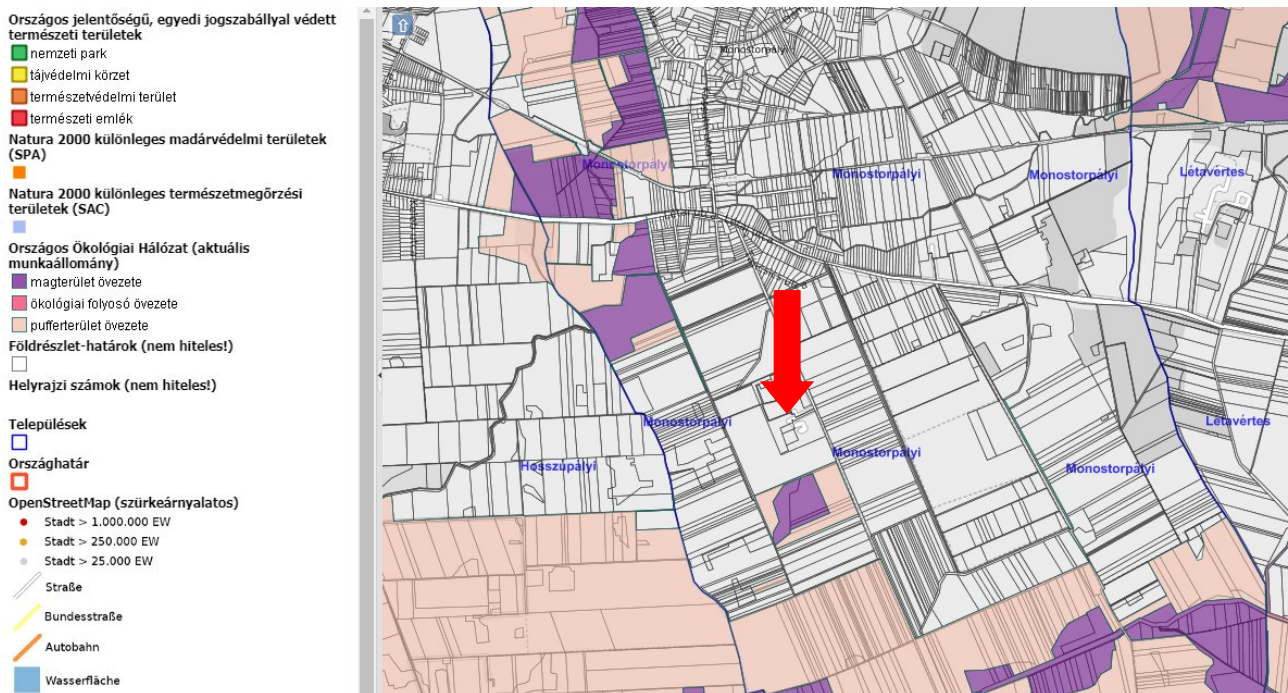 Országos jelentőségű, egyedi jogszabállyal védett
természeti területek
nemzeti park
tájvédelmi körzet
természetvédelmi terület
természeti emlék
Natura 2000 különleges madárvédelmi területek
(SPA)
Natura 2000 különleges természetmegőrzési
területek (SAC)
Országos Ökológiai Hálózat (aktuális
munkaállomány)
magterület övezete
ökológiai folyosó övezete
pufferterület övezete
Földrészlet-határok (nem hiteles!)
Helyrajzi számok (nem hiteles!)
Települések
Országhatár
OpenStreetMap (szürkeárnyalatos)
Stadt > 1.000.000 EW
Stadt > 250.000 EW
Stadt > 25.000 EW
Straße
Bundesstraße
Autobahn
Wasserfläche
Monostorpályi
Monostorpályi
Monostorpályi
Monostorpályi
Létavértes
Monostorpályi
Monostorpályi
Létavértes
Hosszúpályi
Monostorpályi